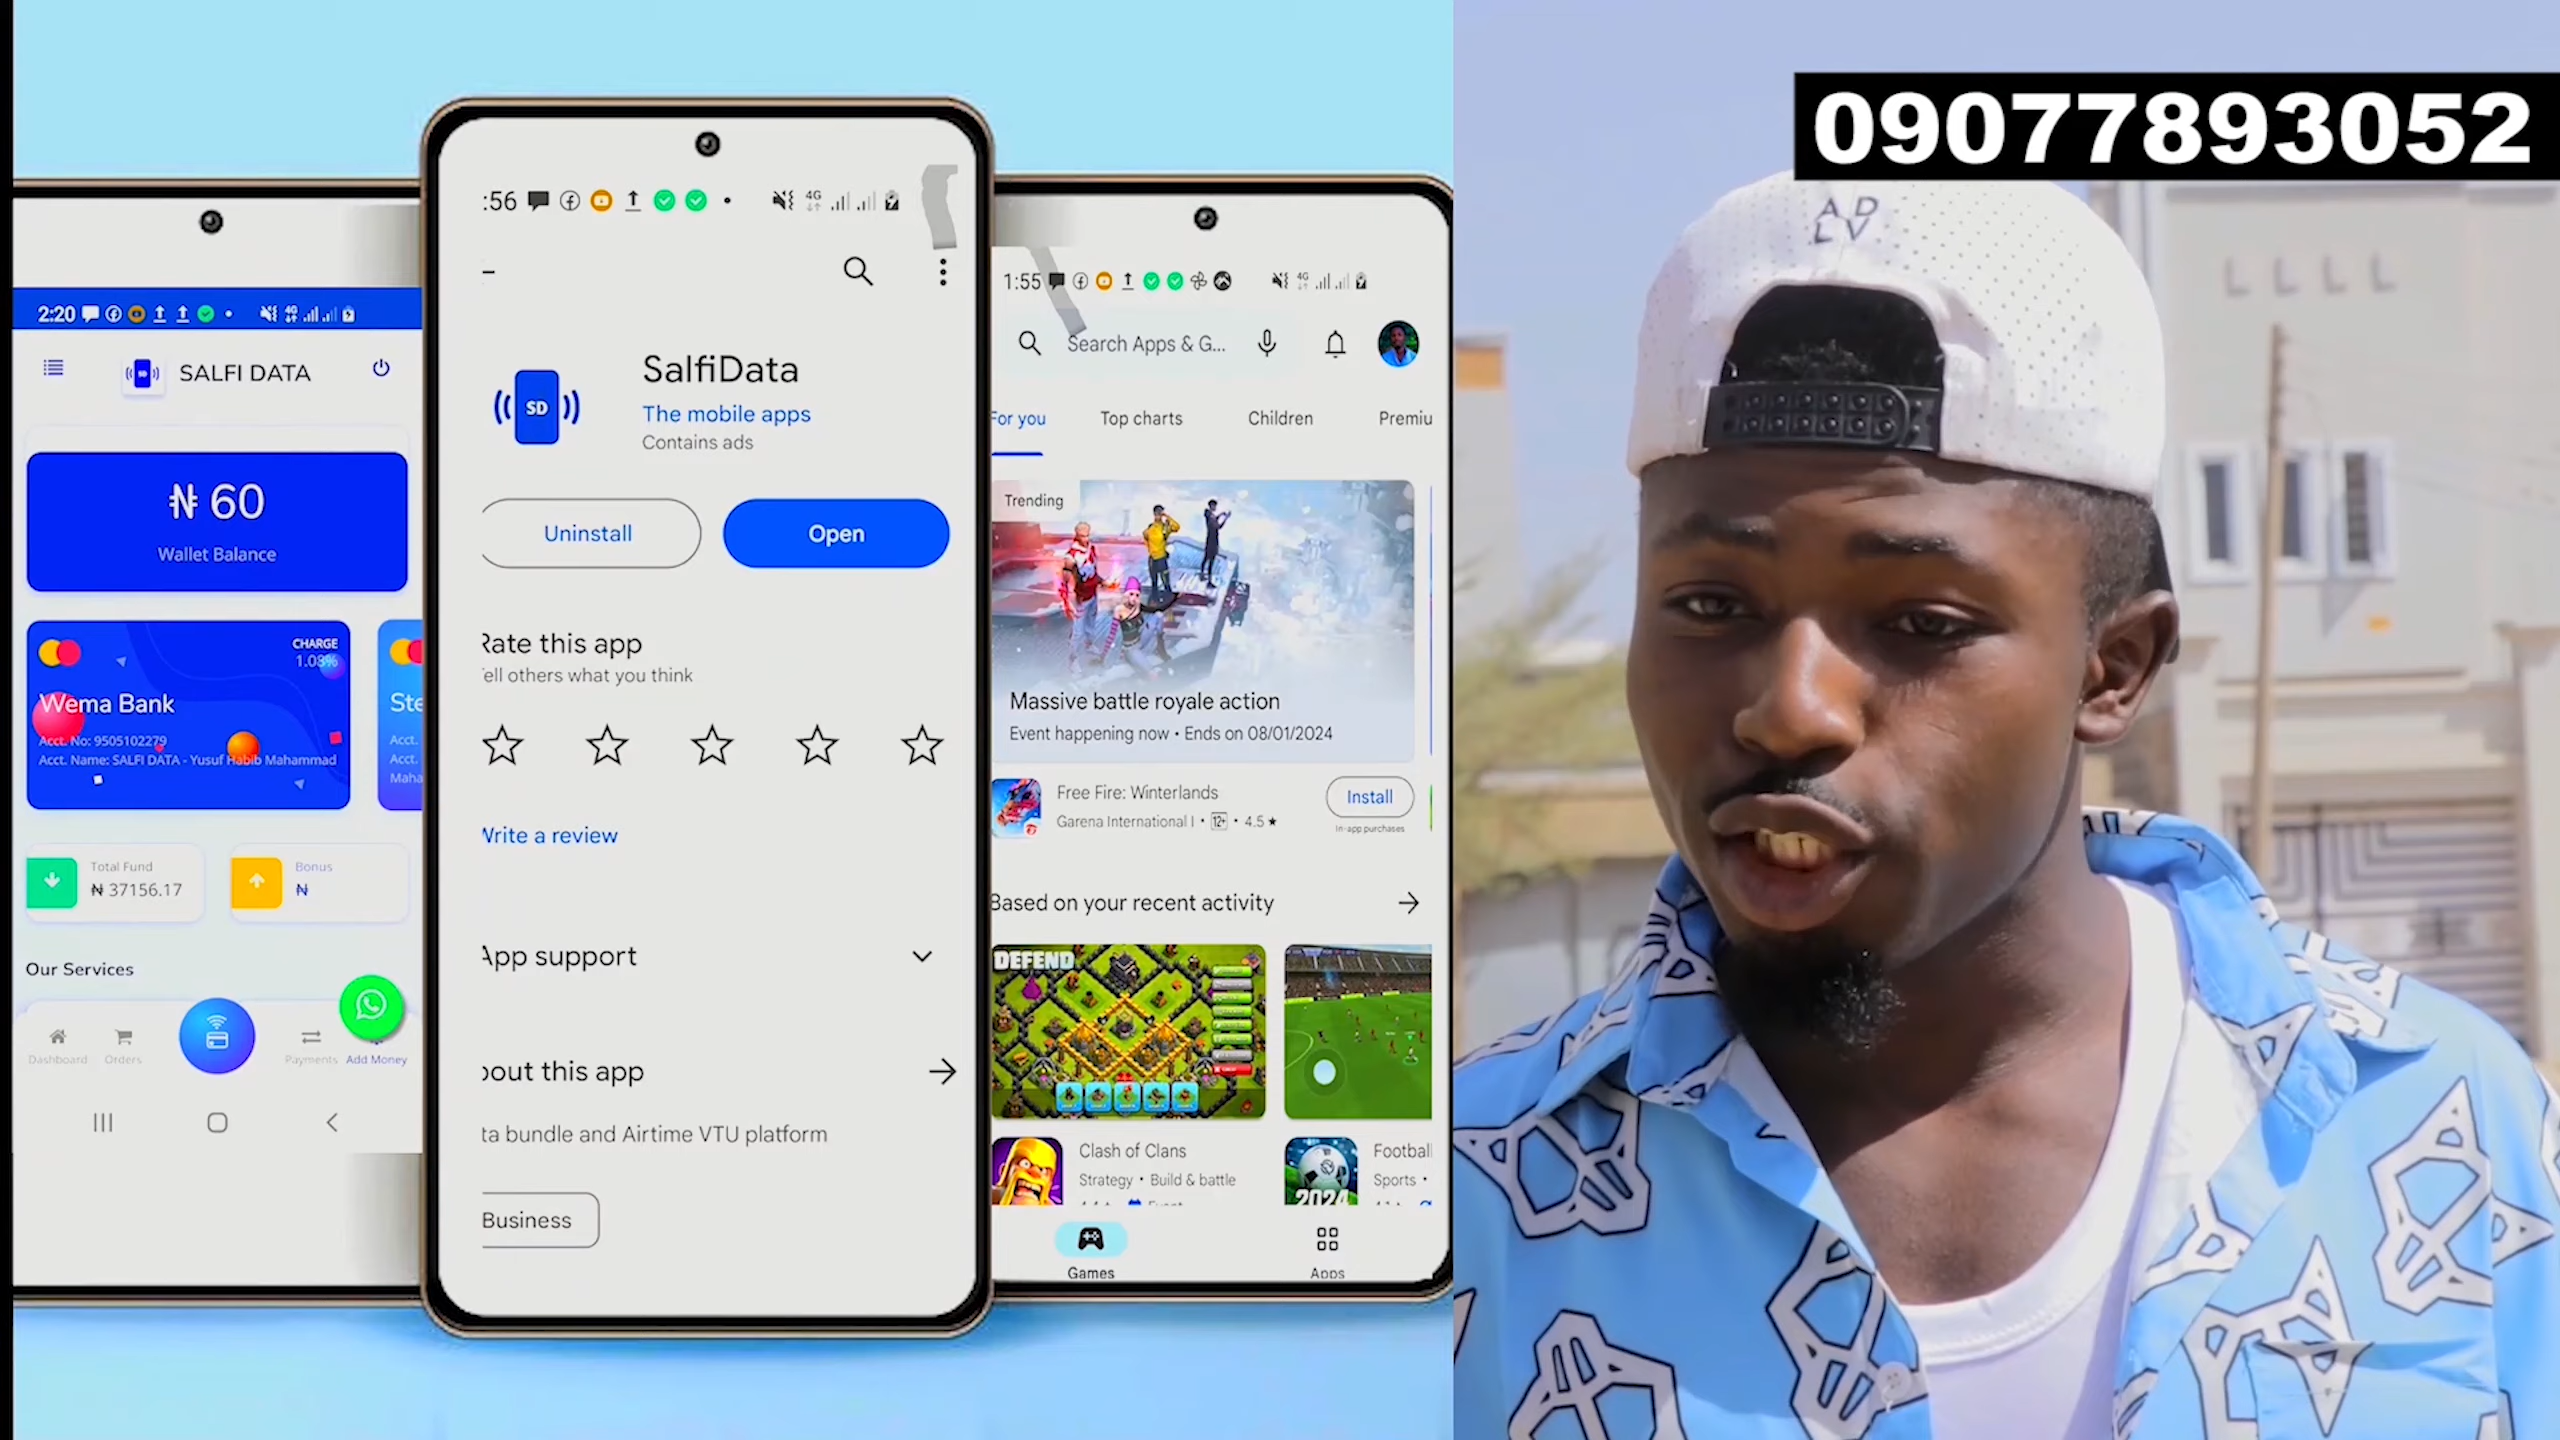 09077893052
A D
L V
2:20
SALFI DATA
₦ 60
Wallet Balance
CHARGE
1.08%
Wema Bank
Acct. No: 9505102279
Acct. Name: SALFI DATA - Yusuf Habib Mahammad
Ste
Acct.
Acct.
Maha
Total Fund
₦ 37156.17
Bonus
₦
Our Services
Dashboard
Orders
Payments
Add Money
:56
4G
SD
SalfiData
The mobile apps
Contains ads
Uninstall
Open
Rate this app
ell others what you think
Write a review
App support
bout this app
ta bundle and Airtime VTU platform
Business
1:55
4G
Search Apps & G...
For you
Top charts
Children
Premiu
Trending
Massive battle royale action
Event happening now • Ends on 08/01/2024
Free Fire: Winterlands
Garena International I • 12+ • 4.5 ★
Install
In-app purchases
Based on your recent activity
DEFEND
Clash of Clans
Strategy • Build & battle
2024
Football
Sports •
Games
Apps